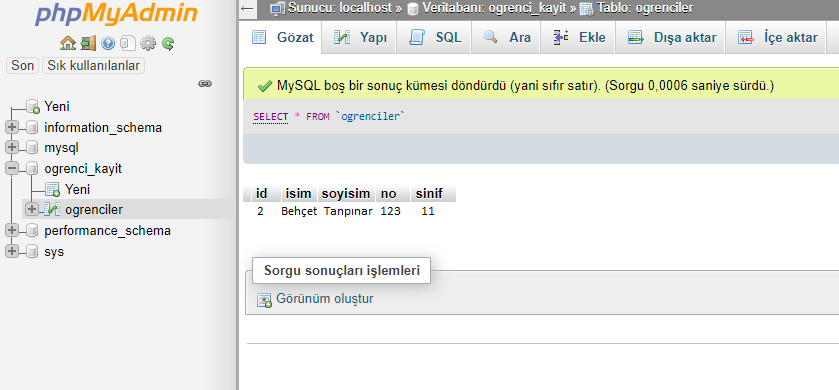 phpMyAdmin
Son Sık kullanılanlar
Yeni
information_schema
mysql
ogrenci_kayit
Yeni
ogrenciler
performance_schema
sys
Sunucu: localhost » Veritabanı: ogrenci_kayit » Tablo: ogrenciler
Gözat Yapı SQL Ara Ekle Dışa aktar İçe aktar
MySQL boş bir sonuç kümesi döndürdü (yani sıfır satır). (Sorgu 0,0006 saniye sürdü.)
SELECT * FROM `ogrenciler`
id isim soyisim no sinif
2 Behçet Tanpınar 123 11
Sorgu sonuçları işlemleri
Görünüm oluştur